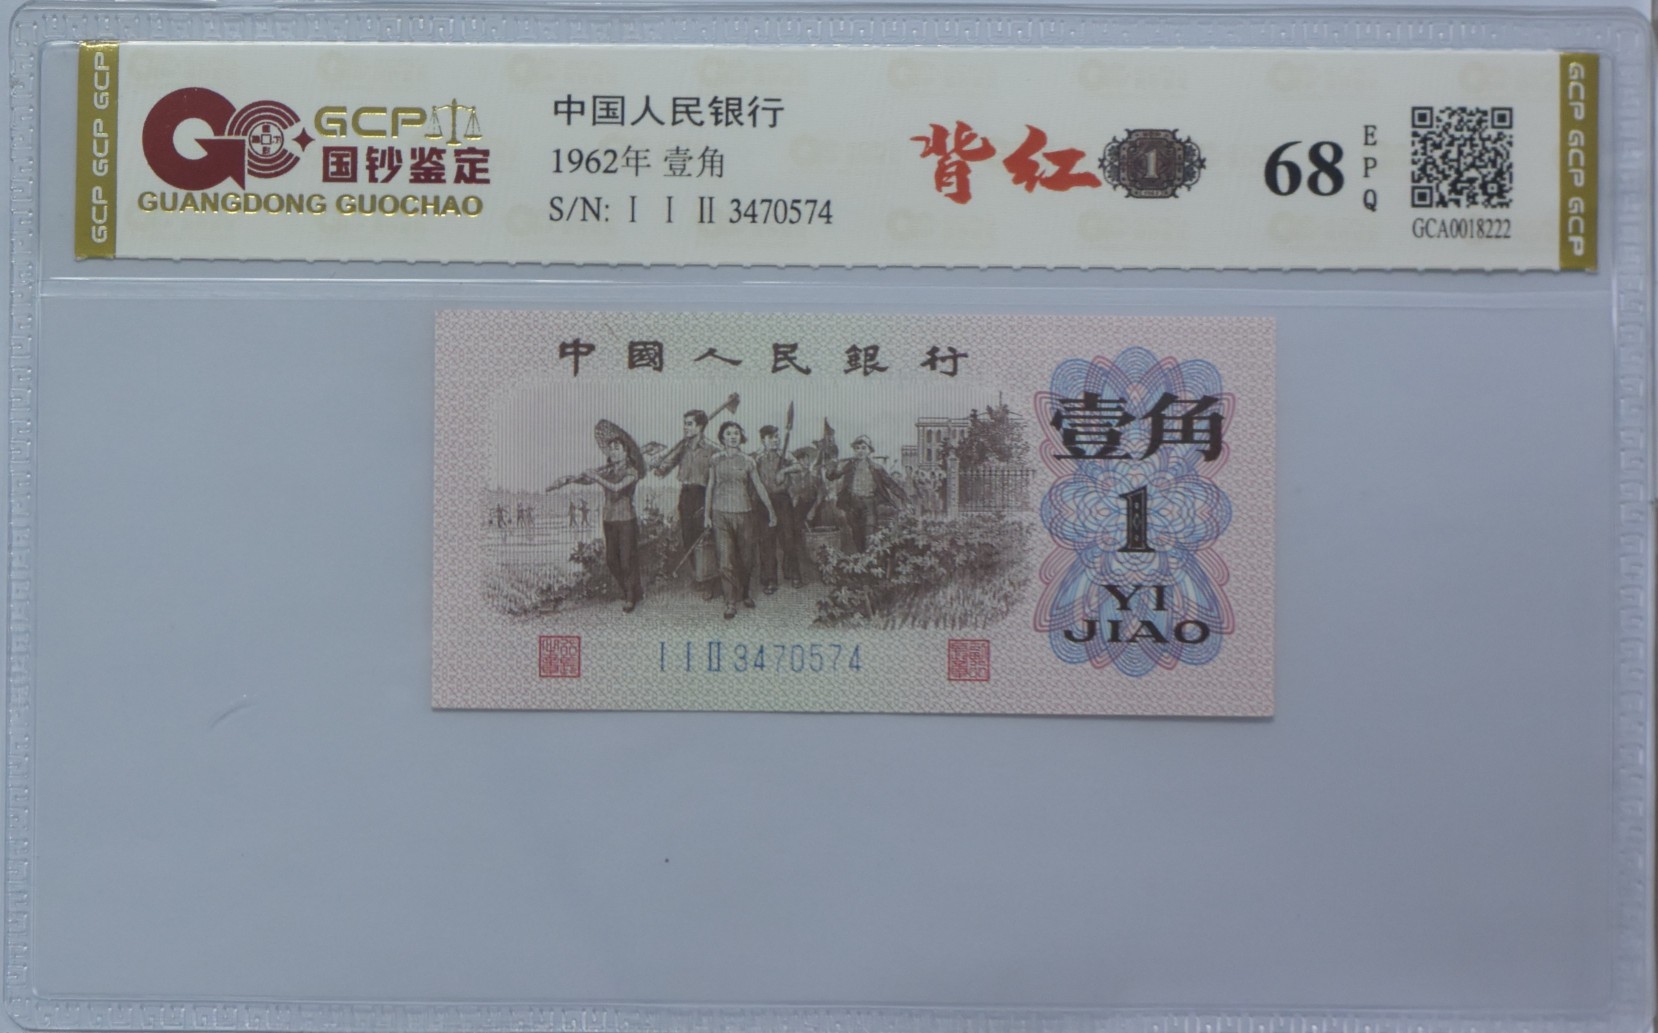 GCP GCP GCP
GCP
国钞鉴定
GUANGDONG GUOCHAO
中国人民银行
1962年 壹角
S/N: Ⅰ Ⅰ Ⅱ 3470574
背红
1
68
EPQ
GCA0018222
GCP GCP GCP
中國人民銀行
壹角
1
YI
JIAO
Ⅰ Ⅰ Ⅱ 3470574